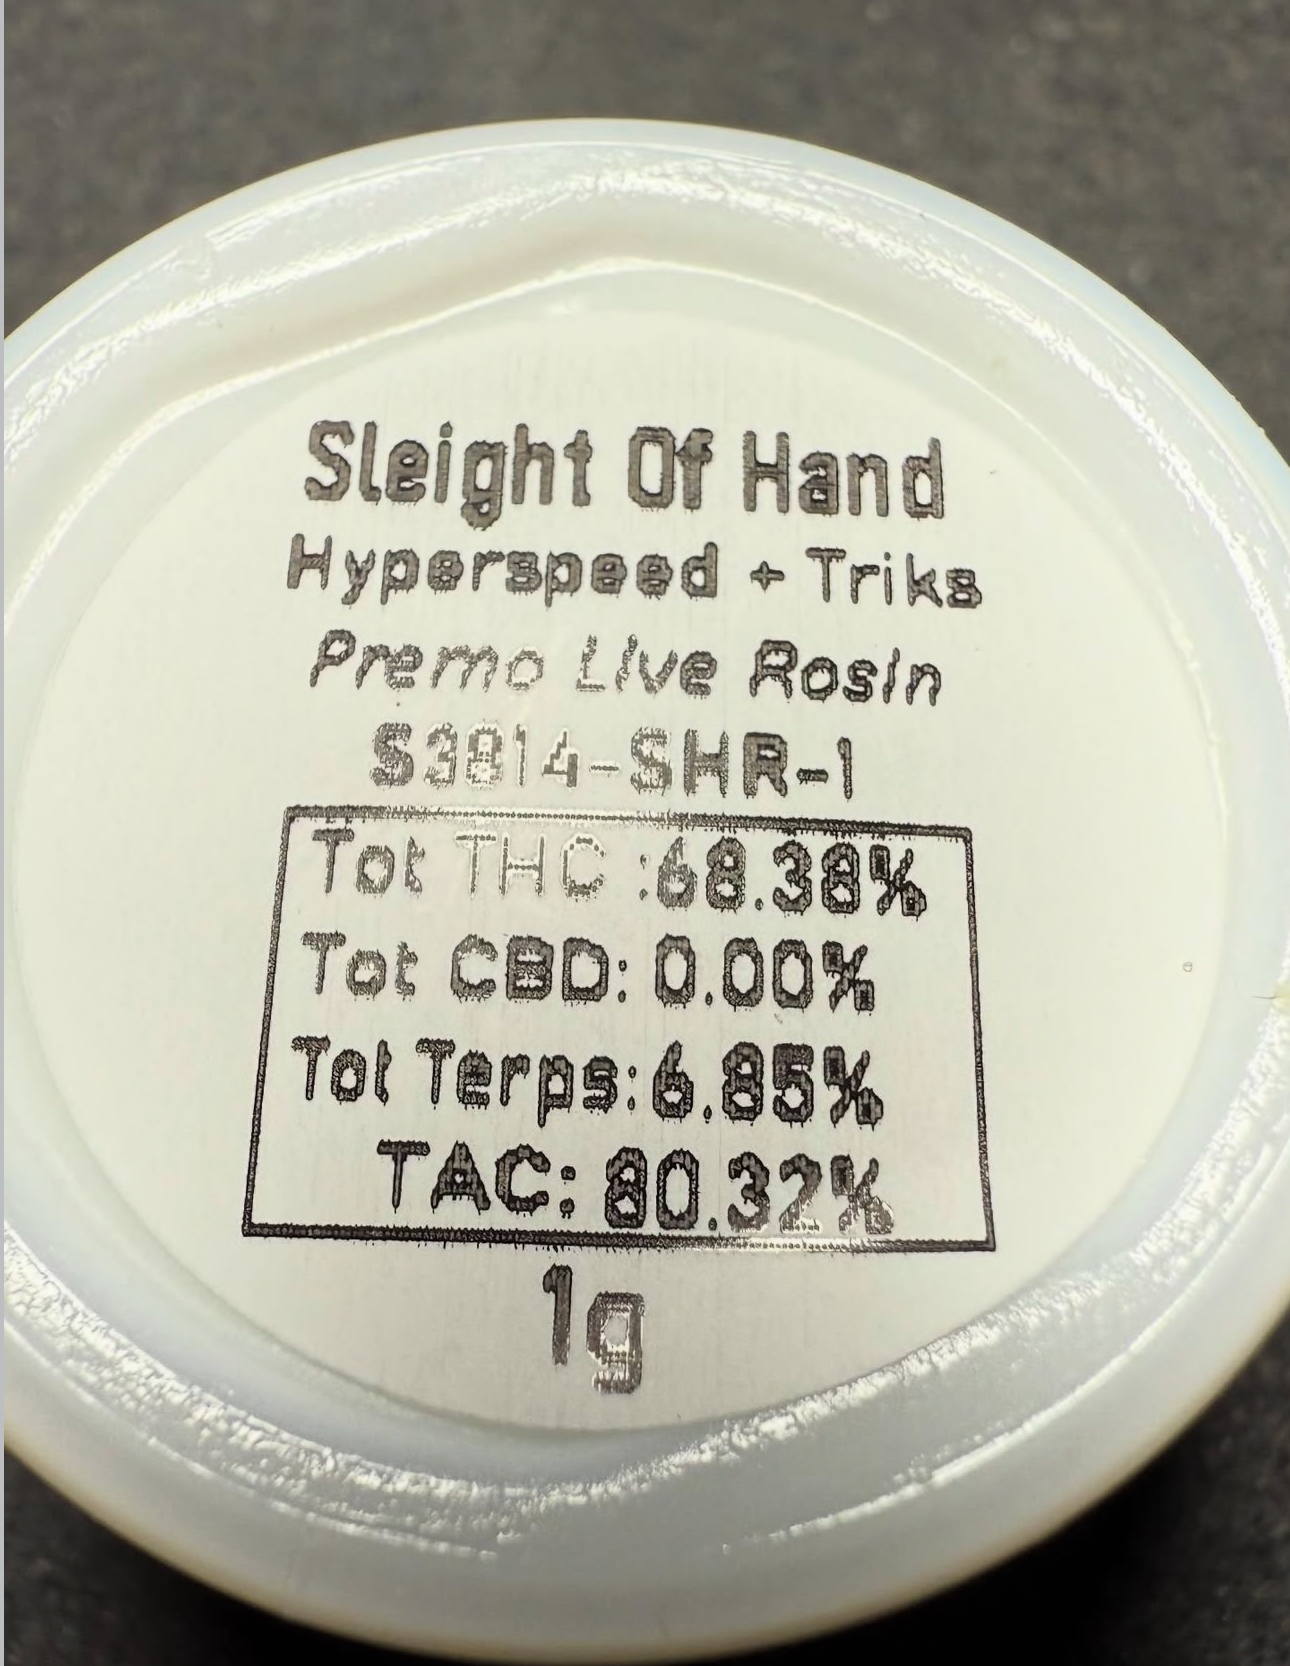 Sleight Of Hand
Hyperspeed + Triks
Premo Live Rosin
S3814-SHR-1
Tot THC :68.38%
Tot CBD: 0.00%
Tot Terps: 6.85%
TAC: 80.32%
1g